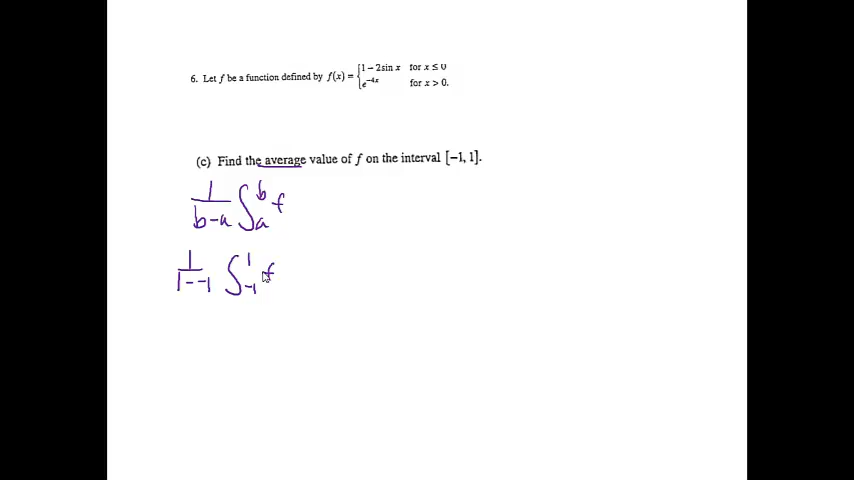 6. Let f be a function defined by f(x) = { 1 − 2sin x for x ≤ 0
e^−4x for x > 0.
(c) Find the average value of f on the interval [−1, 1].
1/(b−a) ∫_a^b f
1/(1−−1) ∫_−1^1 f